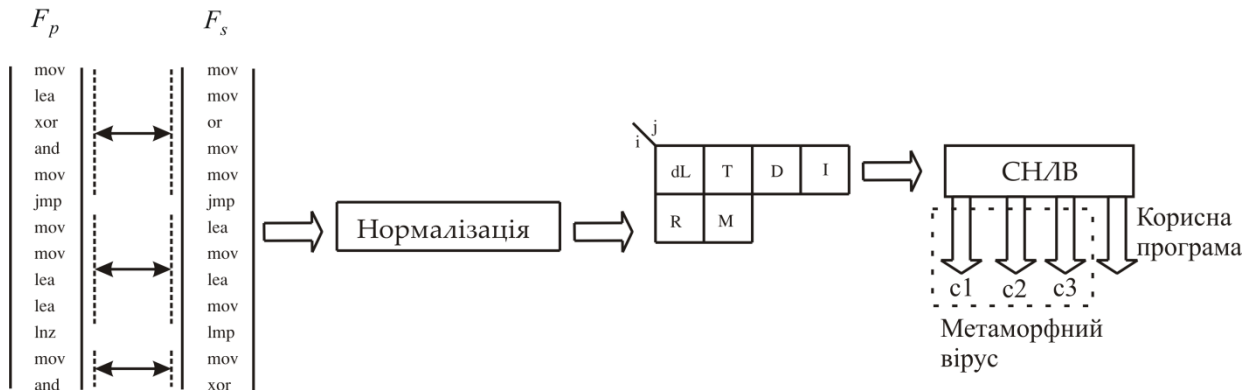 F_p
F_s
mov
lea
xor
and
mov
jmp
mov
mov
lea
lea
lnz
mov
and
mov
mov
or
mov
mov
jmp
lea
mov
lea
mov
lmp
mov
xor
Нормалізація
j
i
dL T D I
R M
СНЛВ
Корисна
програма
c1 c2 c3
Метаморфний
вірус